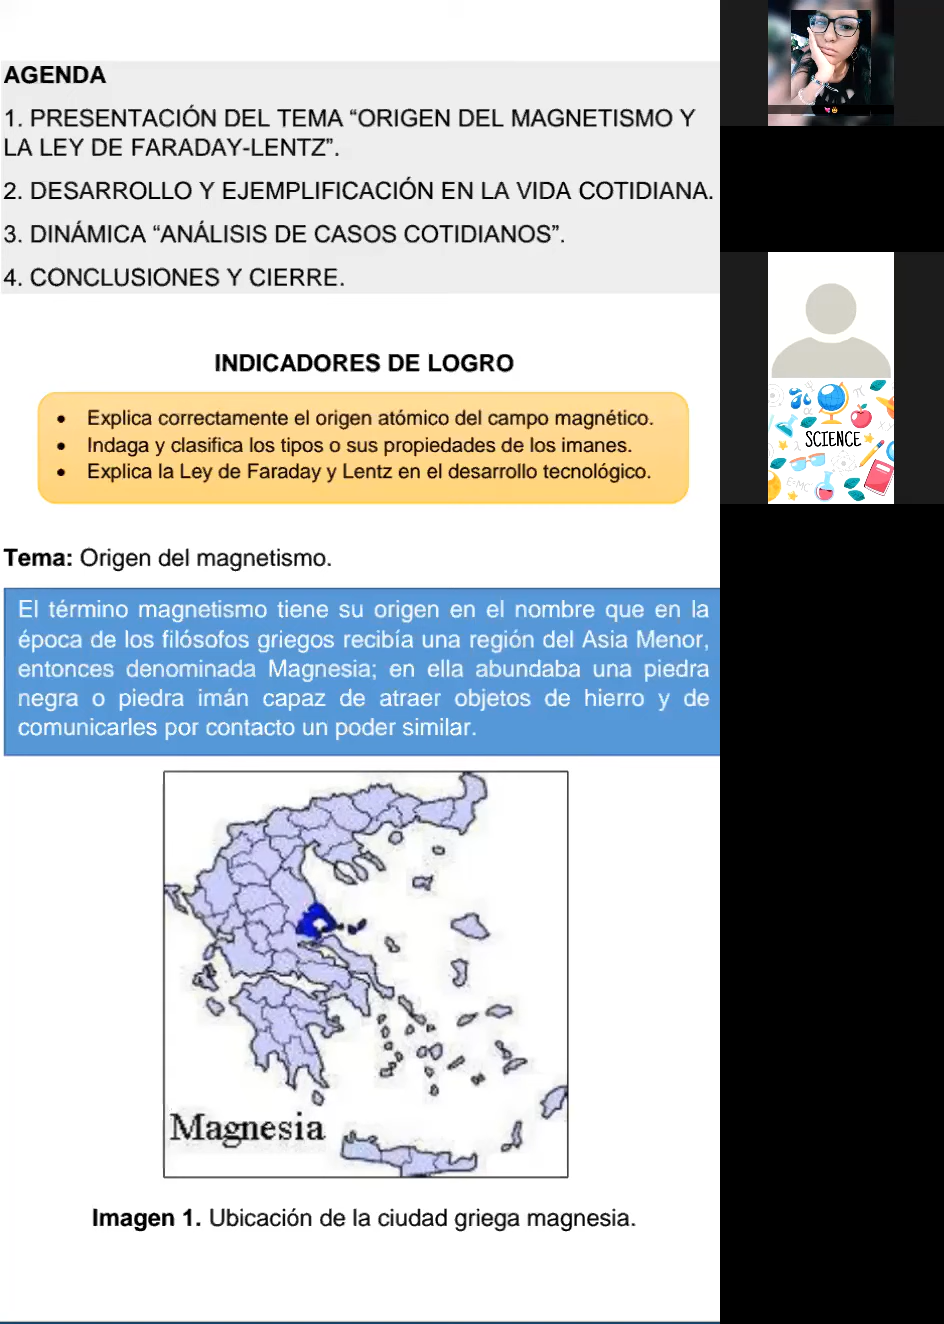 AGENDA
1. PRESENTACIÓN DEL TEMA “ORIGEN DEL MAGNETISMO Y
LA LEY DE FARADAY-LENTZ”.
2. DESARROLLO Y EJEMPLIFICACIÓN EN LA VIDA COTIDIANA.
3. DINÁMICA “ANÁLISIS DE CASOS COTIDIANOS”.
4. CONCLUSIONES Y CIERRE.
INDICADORES DE LOGRO
• Explica correctamente el origen atómico del campo magnético.
• Indaga y clasifica los tipos o sus propiedades de los imanes.
• Explica la Ley de Faraday y Lentz en el desarrollo tecnológico.
Tema: Origen del magnetismo.
El término magnetismo tiene su origen en el nombre que en la
época de los filósofos griegos recibía una región del Asia Menor,
entonces denominada Magnesia; en ella abundaba una piedra
negra o piedra imán capaz de atraer objetos de hierro y de
comunicarles por contacto un poder similar.
Magnesia
Imagen 1. Ubicación de la ciudad griega magnesia.
SCIENCE